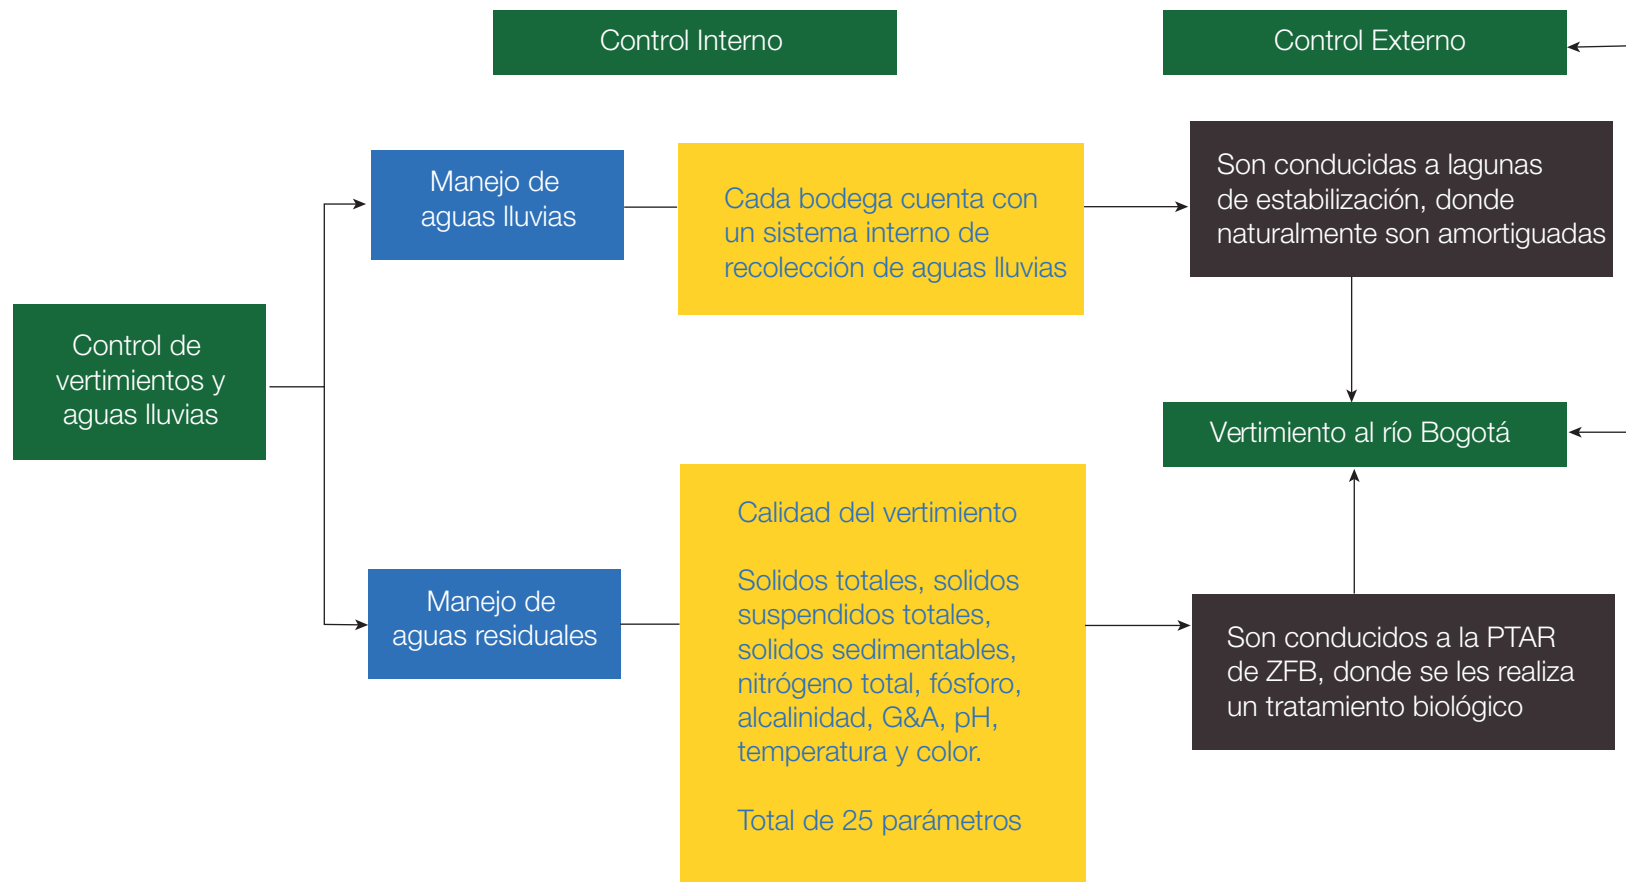 Control Interno
Control Externo
Manejo de
aguas lluvias
Cada bodega cuenta con
un sistema interno de
recolección de aguas lluvias
Son conducidas a lagunas
de estabilización, donde
naturalmente son amortiguadas
Control de
vertimientos y
aguas lluvias
Vertimiento al río Bogotá
Manejo de
aguas residuales
Calidad del vertimiento
Solidos totales, solidos
suspendidos totales,
solidos sedimentables,
nitrógeno total, fósforo,
alcalinidad, G&A, pH,
temperatura y color.
Total de 25 parámetros
Son conducidos a la PTAR
de ZFB, donde se les realiza
un tratamiento biológico